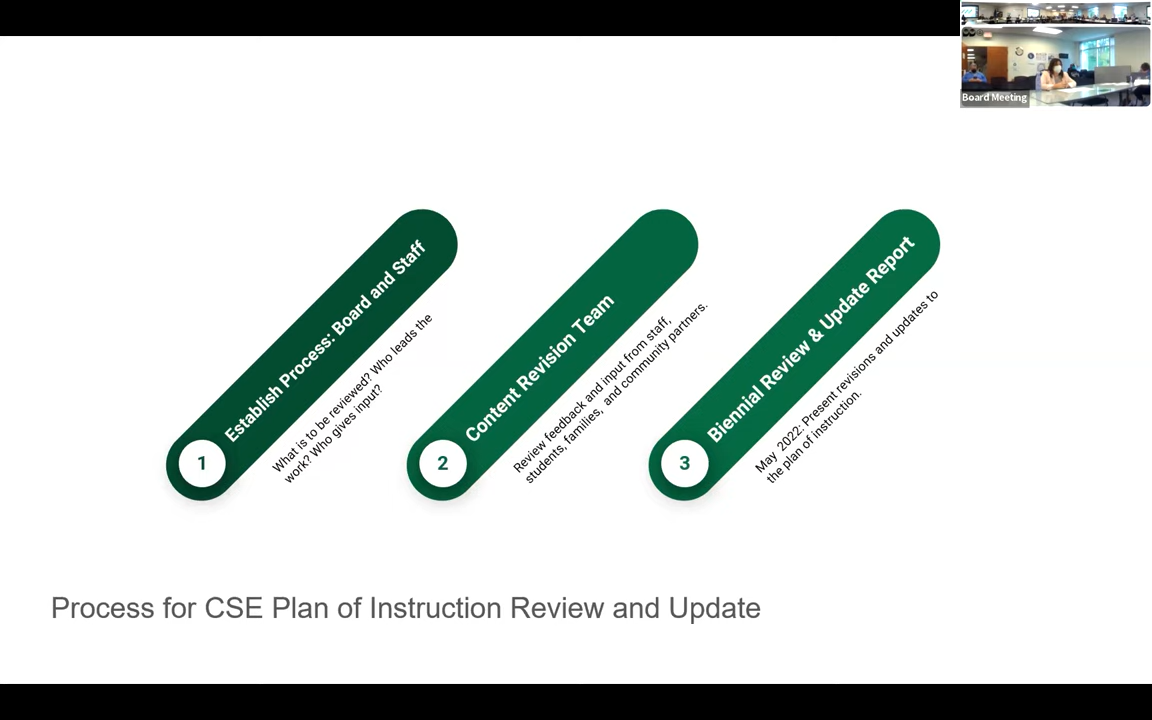 Board Meeting
Establish Process: Board and Staff
What is to be reviewed? Who leads the
work? Who gives input?
1
Content Revision Team
Review feedback and input from staff,
students, families, and community partners.
2
Biennial Review & Update Report
May 2022: Present revisions and updates to
the plan of instruction.
3
Process for CSE Plan of Instruction Review and Update